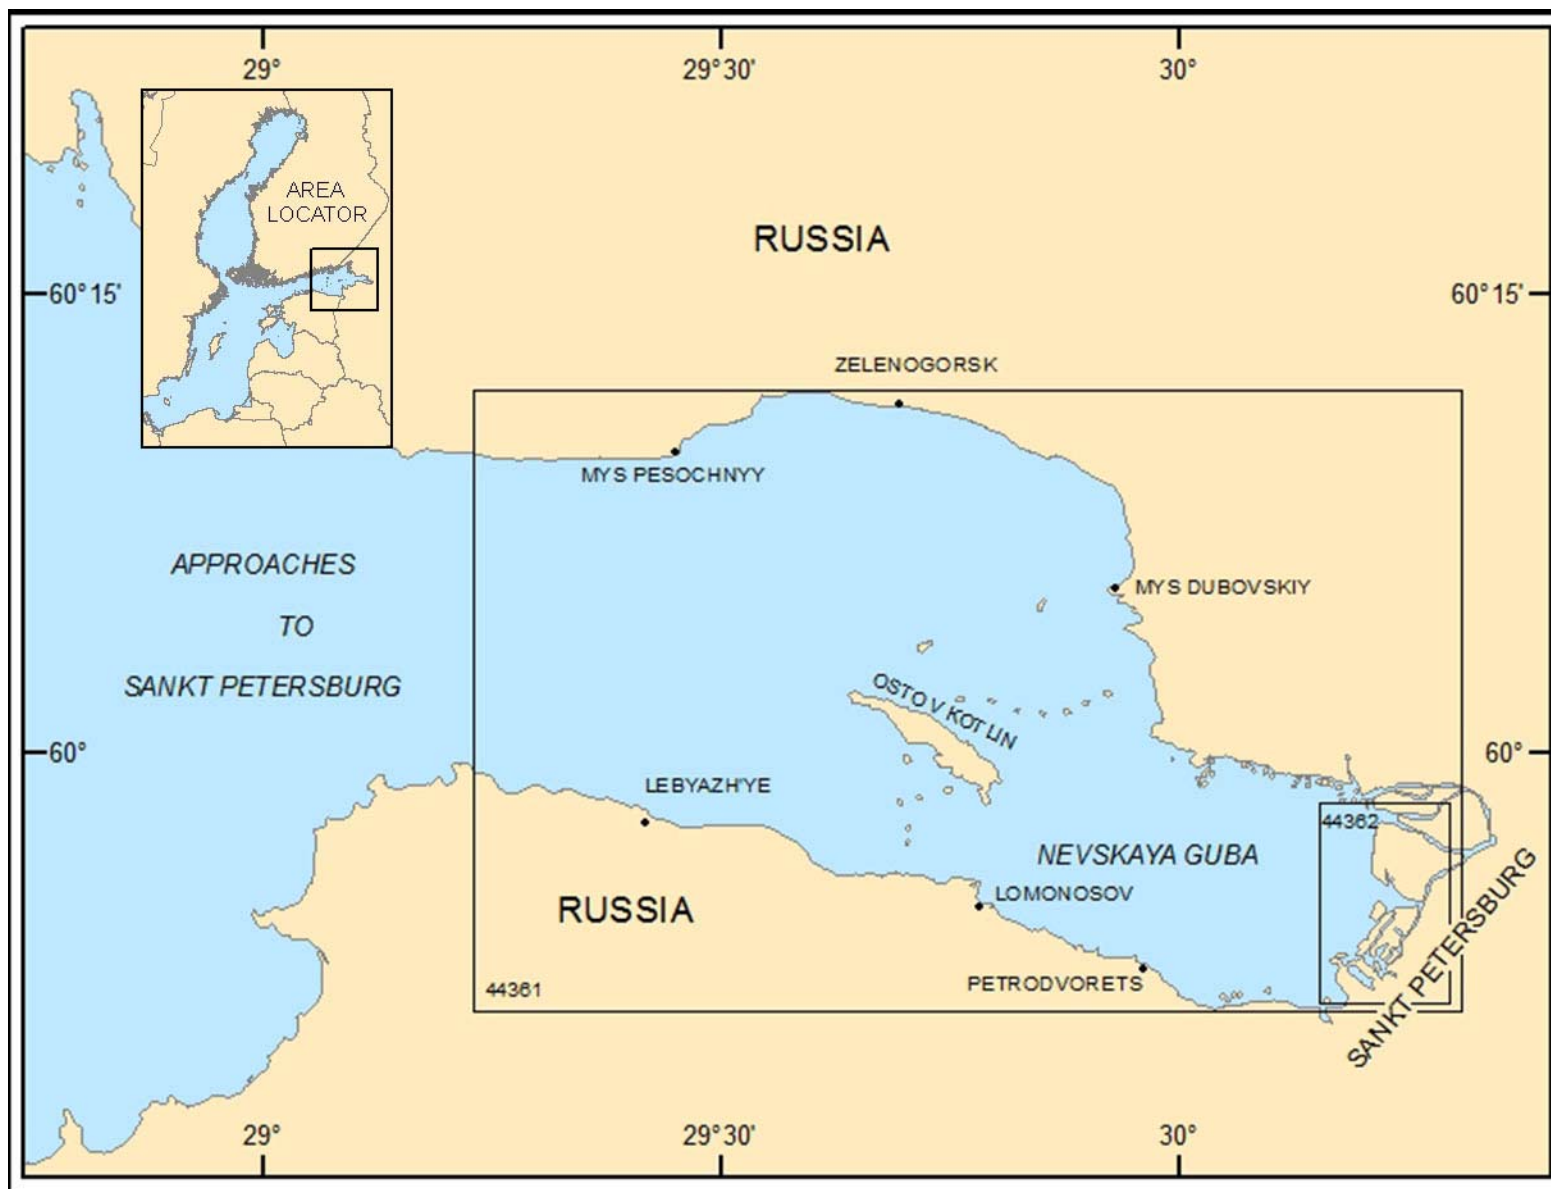 29°
29° 30'
30°
AREA
LOCATOR
RUSSIA
60° 15'
60° 15'
ZELENOGORSK
MYS PESOCHNYY
APPROACHES
TO
SANKT PETERSBURG
MYS DUBOVSKIY
OSTOV KOTLIN
60°
60°
LEBYAZH'YE
44362
NEVSKAYA GUBA
LOMONOSOV
RUSSIA
PETRODVORETS
44361
SANKT PETERSBURG
29°
29° 30'
30°